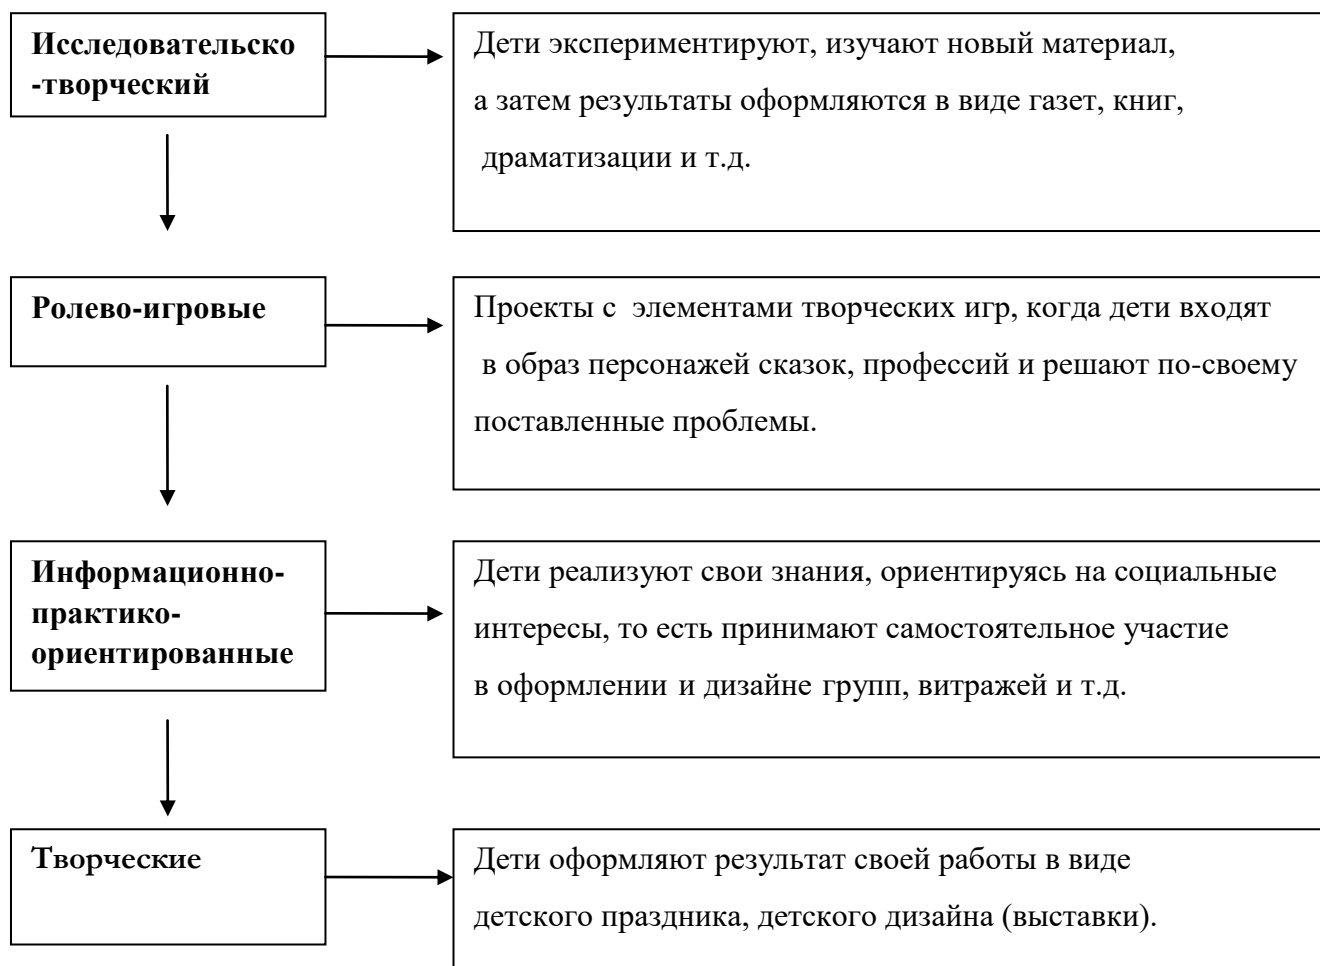 Исследовательско
-творческий
Дети экспериментируют, изучают новый материал,
а затем результаты оформляются в виде газет, книг,
драматизации и т.д.
Ролево-игровые
Проекты с элементами творческих игр, когда дети входят
в образ персонажей сказок, профессий и решают по-своему
поставленные проблемы.
Информационно-
практико-
ориентированные
Дети реализуют свои знания, ориентируясь на социальные
интересы, то есть принимают самостоятельное участие
в оформлении и дизайне групп, витражей и т.д.
Творческие
Дети оформляют результат своей работы в виде
детского праздника, детского дизайна (выставки).